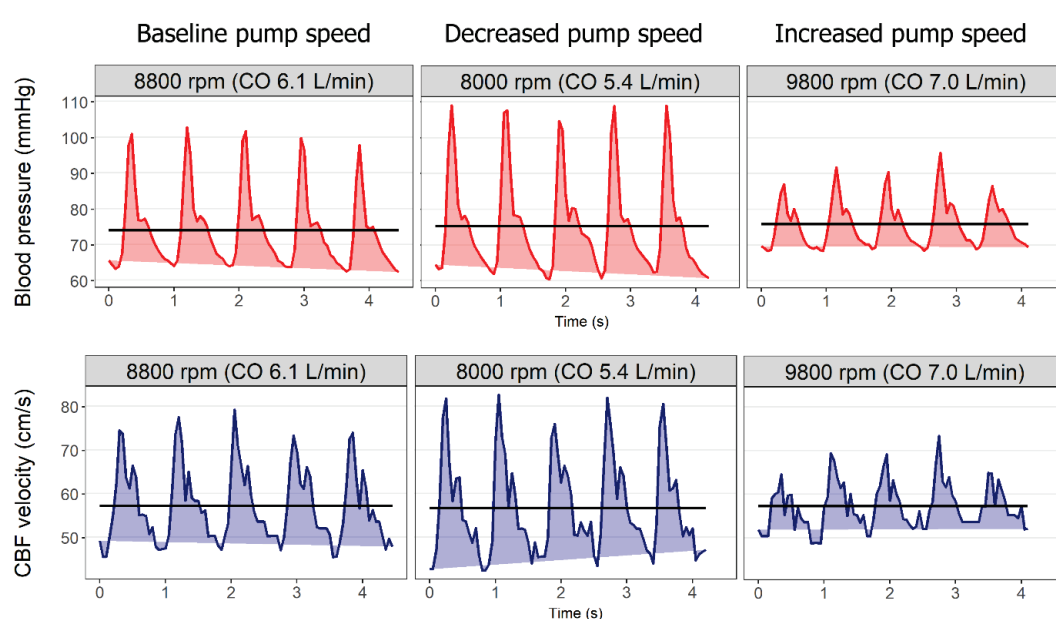 Baseline pump speed Decreased pump speed Increased pump speed
8800 rpm (CO 6.1 L/min) 8000 rpm (CO 5.4 L/min) 9800 rpm (CO 7.0 L/min)
Blood pressure (mmHg)
110
100
90
80
70
60
0 1 2 3 4 0 1 2 3 4 0 1 2 3 4
Time (s)
8800 rpm (CO 6.1 L/min) 8000 rpm (CO 5.4 L/min) 9800 rpm (CO 7.0 L/min)
CBF velocity (cm/s)
80
70
60
50
0 1 2 3 4 0 1 2 3 4 0 1 2 3 4
Time (s)